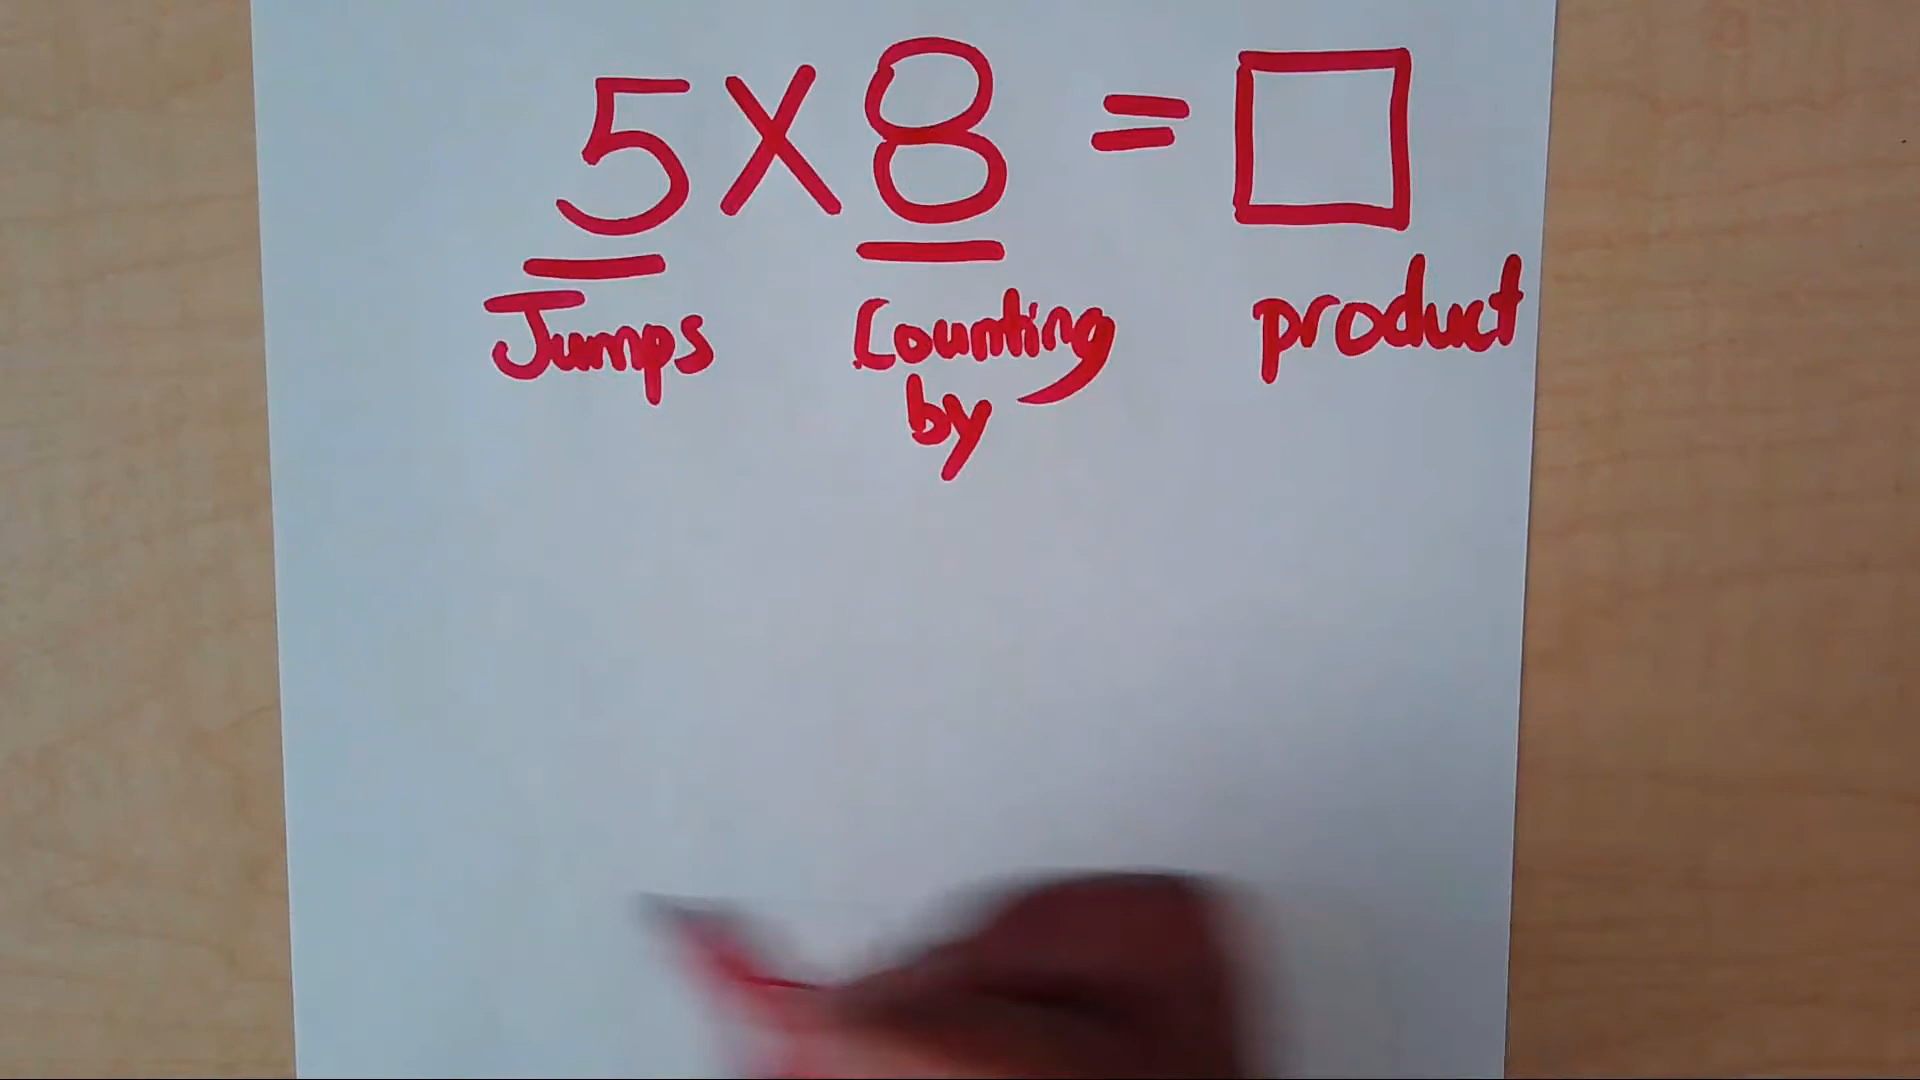 5 x 8 = □
Jumps Counting product
by